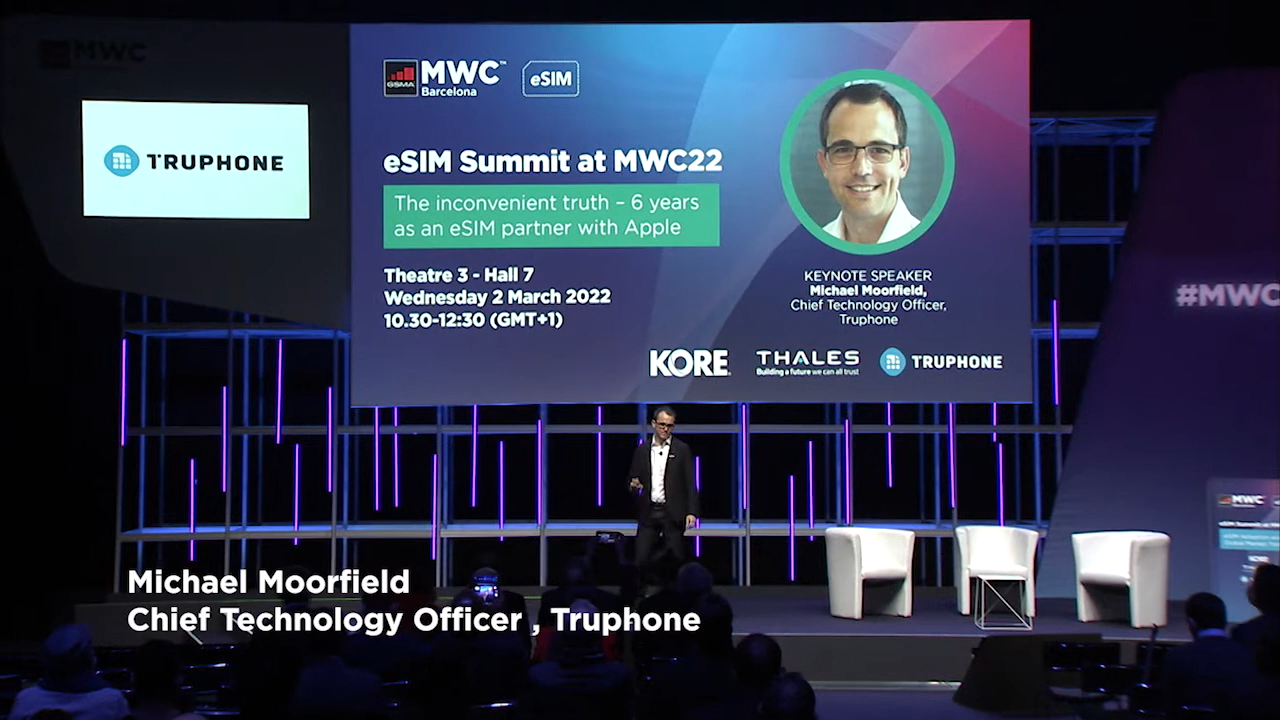 MWC
TRUPHONE
GSMA
MWC™
Barcelona
eSIM
eSIM Summit at MWC22
The inconvenient truth – 6 years
as an eSIM partner with Apple
Theatre 3 - Hall 7
Wednesday 2 March 2022
10.30-12:30 (GMT+1)
KEYNOTE SPEAKER
Michael Moorfield,
Chief Technology Officer,
Truphone
KORE
THALES
Building a future we can all trust
TRUPHONE
#MWC
MWC
Michael Moorfield
Chief Technology Officer , Truphone